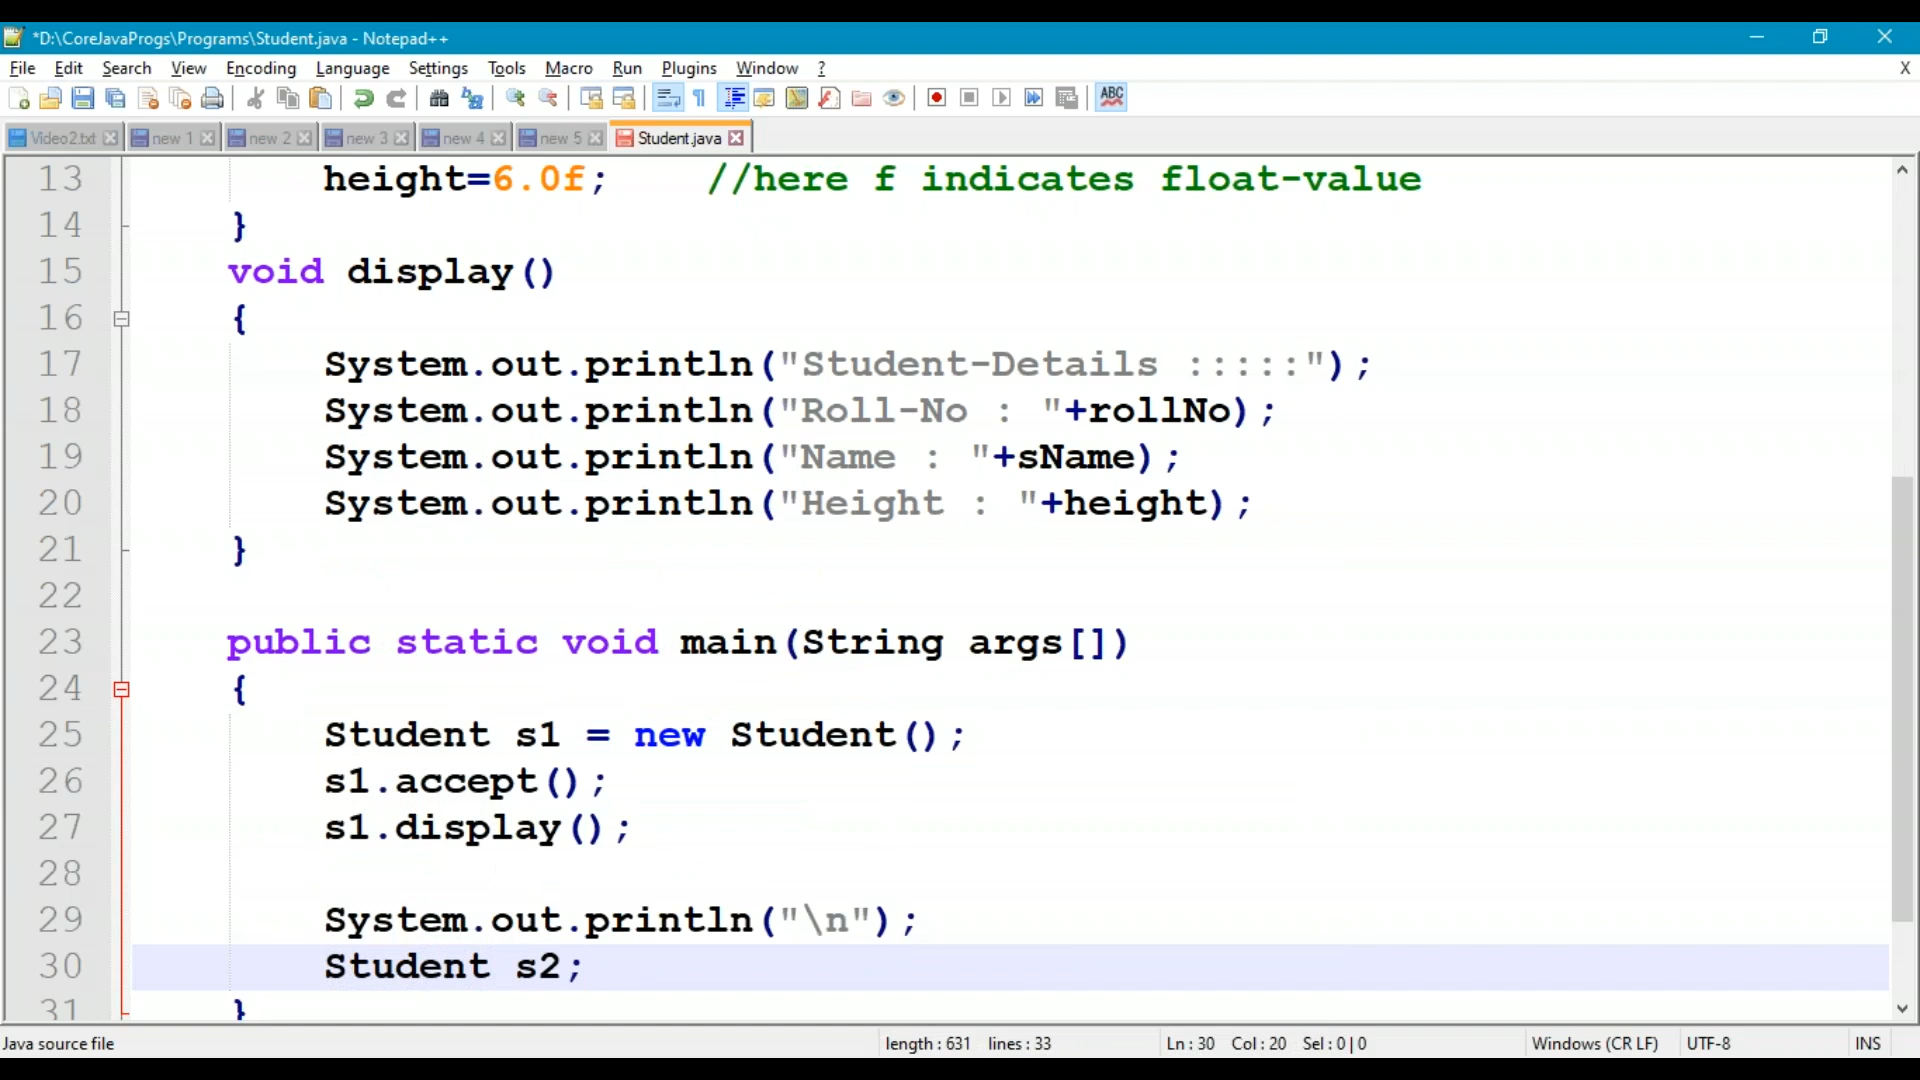 *D:\CoreJavaProgs\Programs\Student.java - Notepad++
File Edit Search View Encoding Language Settings Tools Macro Run Plugins Window ? X
ABC
Video2.txt new 1 new 2 new 3 new 4 new 5 Student.java
13 height=6.0f; //here f indicates float-value
14 }
15 void display()
16 {
17 System.out.println("Student-Details :::::");
18 System.out.println("Roll-No : "+rollNo);
19 System.out.println("Name : "+sName);
20 System.out.println("Height : "+height);
21 }
22
23 public static void main(String args[])
24 {
25 Student s1 = new Student();
26 s1.accept();
27 s1.display();
28
29 System.out.println("\n");
30 Student s2;
31 }
Java source file length : 631 lines : 33 Ln : 30 Col : 20 Sel : 0 | 0 Windows (CR LF) UTF-8 INS